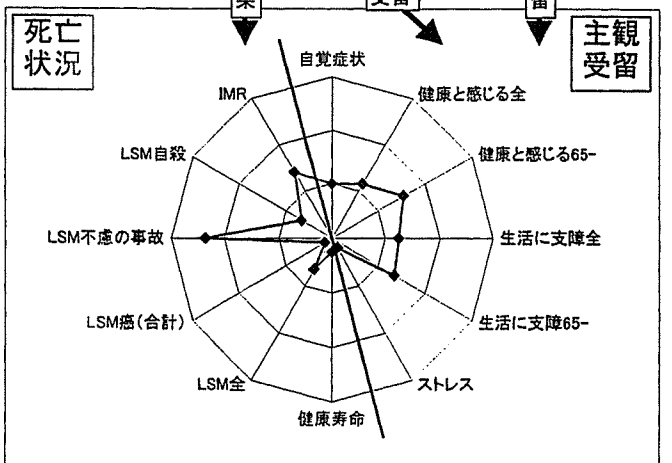 受留
死亡
状況
主観
受留
自覚症状
IMR
健康と感じる全
LSM自殺
健康と感じる65-
LSM不慮の事故
生活に支障全
LSM癌(合計)
生活に支障65-
LSM全
ストレス
健康寿命